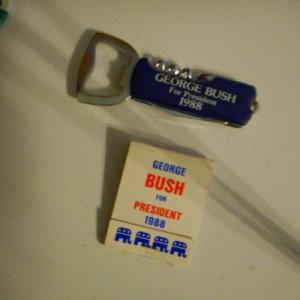 GEORGE BUSH
For President
1988
GEORGE
BUSH
FOR
PRESIDENT
1988